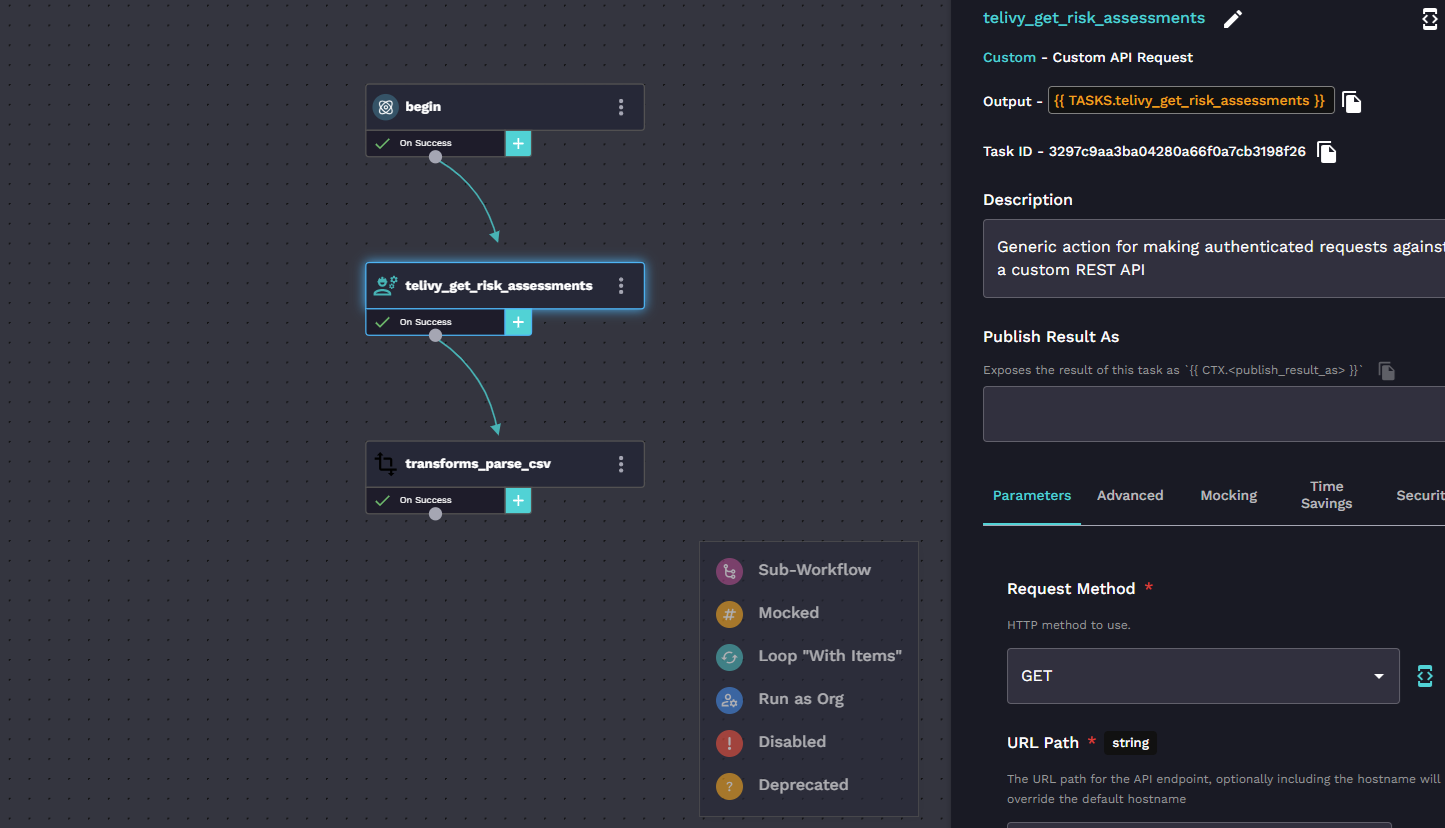 begin
On Success
telivy_get_risk_assessments
On Success
transforms_parse_csv
On Success
Sub-Workflow
Mocked
Loop "With Items"
Run as Org
Disabled
Deprecated
telivy_get_risk_assessments
Custom - Custom API Request
Output - {{ TASKS.telivy_get_risk_assessments }}
Task ID - 3297c9aa3ba04280a66f0a7cb3198f26
Description
Generic action for making authenticated requests against
a custom REST API
Publish Result As
Exposes the result of this task as `{{ CTX.<publish_result_as> }}`
Parameters
Advanced
Mocking
Time
Savings
Securit
Request Method *
HTTP method to use.
GET
URL Path * string
The URL path for the API endpoint, optionally including the hostname will
override the default hostname